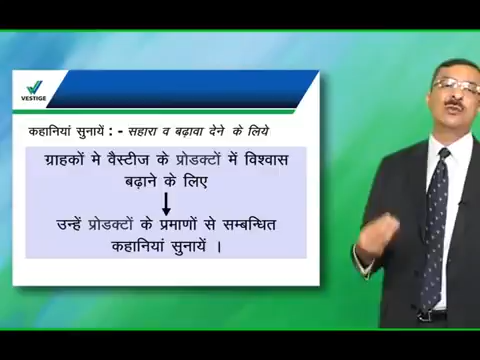 VESTIGE
कहानियां सुनायें : - सहारा व बढ़ावा देने के लिये
ग्राहकों मे वैस्टीज के प्रोडक्टों में विश्वास
बढ़ाने के लिए
उन्हें प्रोडक्टों के प्रमाणों से सम्बन्धित
कहानियां सुनायें ।